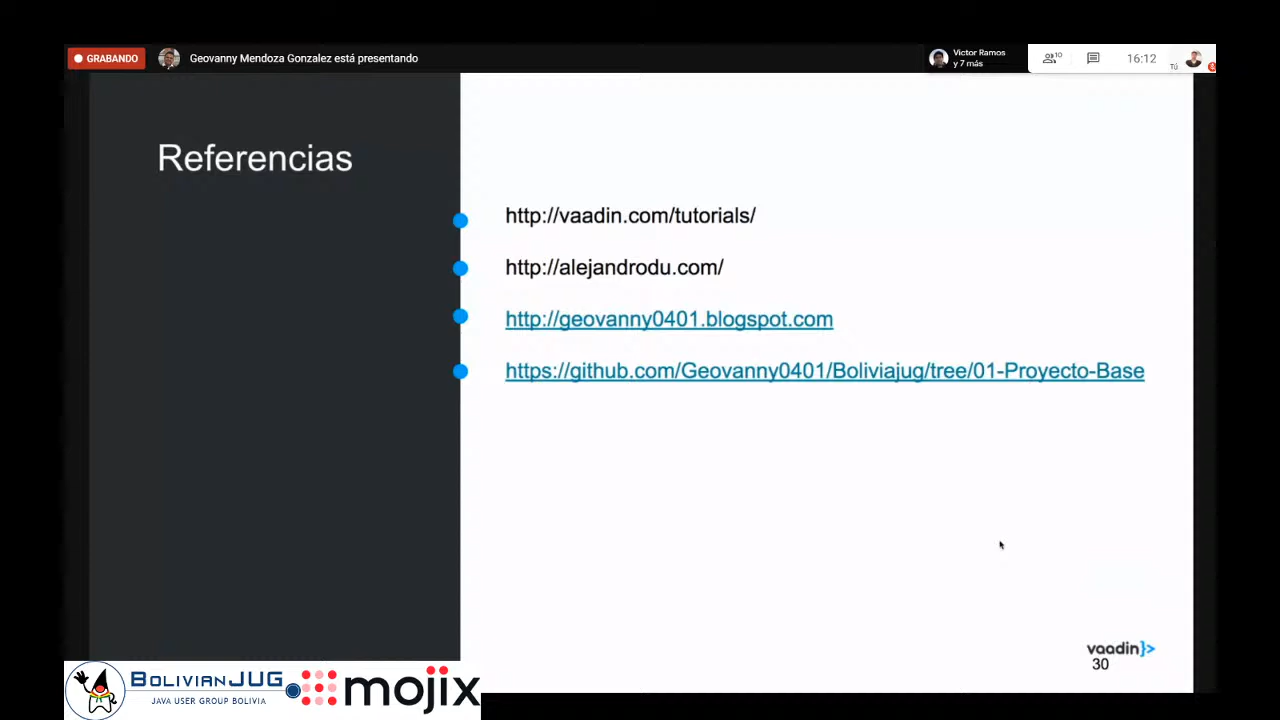 GRABANDO
Geovanny Mendoza Gonzalez está presentando
Victor Ramos
y 7 más
10
16:12
Tú
Referencias
http://vaadin.com/tutorials/
http://alejandrodu.com/
http://geovanny0401.blogspot.com
https://github.com/Geovanny0401/Boliviajug/tree/01-Proyecto-Base
vaadin}>
30
BOLIVIANJUG
JAVA USER GROUP BOLIVIA
mojix